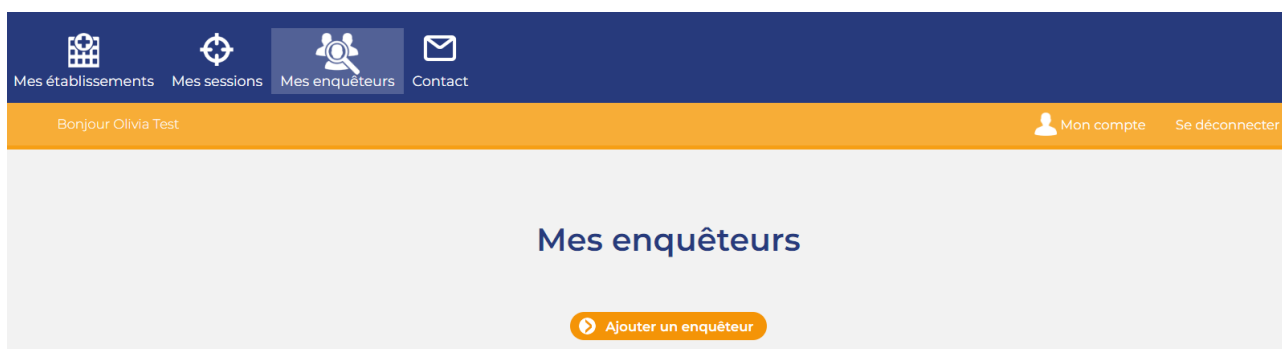 Mes établissements Mes sessions Mes enquêteurs Contact
Bonjour Olivia Test Mon compte Se déconnecter
Mes enquêteurs
Ajouter un enquêteur